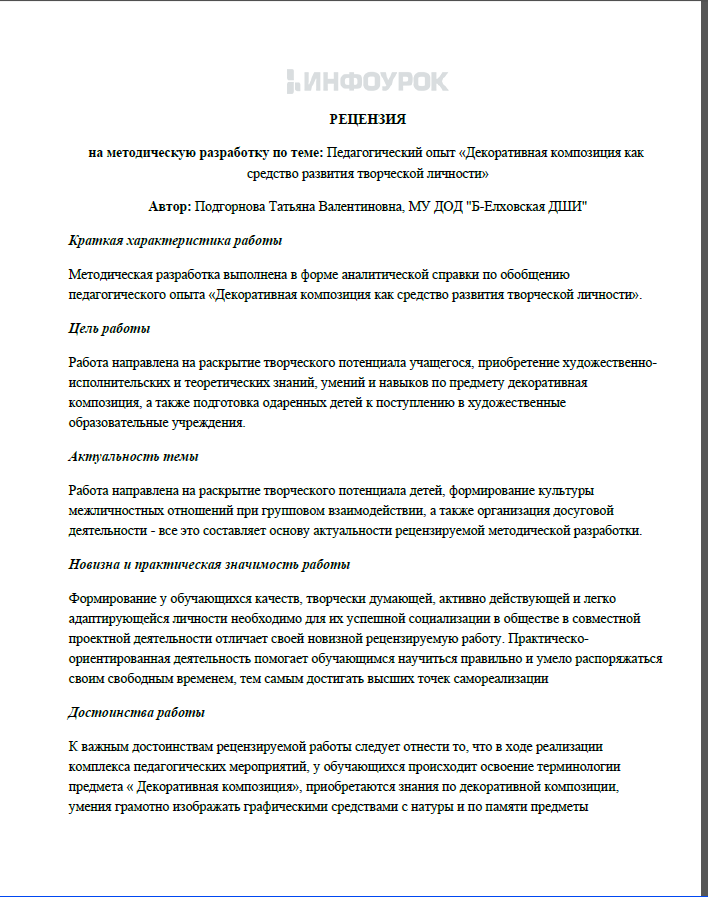 ИНФОУРОК
РЕЦЕНЗИЯ
на методическую разработку по теме: Педагогический опыт «Декоративная композиция как
средство развития творческой личности»
Автор: Подгорнова Татьяна Валентиновна, МУ ДОД "Б-Елховская ДШИ"
Краткая характеристика работы
Методическая разработка выполнена в форме аналитической справки по обобщению
педагогического опыта «Декоративная композиция как средство развития творческой личности».
Цель работы
Работа направлена на раскрытие творческого потенциала учащегося, приобретение художественно-
исполнительских и теоретических знаний, умений и навыков по предмету декоративная
композиция, а также подготовка одаренных детей к поступлению в художественные
образовательные учреждения.
Актуальность темы
Работа направлена на раскрытие творческого потенциала детей, формирование культуры
межличностных отношений при групповом взаимодействии, а также организация досуговой
деятельности - все это составляет основу актуальности рецензируемой методической разработки.
Новизна и практическая значимость работы
Формирование у обучающихся качеств, творчески думающей, активно действующей и легко
адаптирующейся личности необходимо для их успешной социализации в обществе в совместной
проектной деятельности отличает своей новизной рецензируемую работу. Практическо-
ориентированная деятельность помогает обучающимся научиться правильно и умело распоряжаться
своим свободным временем, тем самым достигать высших точек самореализации
Достоинства работы
К важным достоинствам рецензируемой работы следует отнести то, что в ходе реализации
комплекса педагогических мероприятий, у обучающихся происходит освоение терминологии
предмета « Декоративная композиция», приобретаются знания по декоративной композиции,
умения грамотно изображать графическими средствами с натуры и по памяти предметы